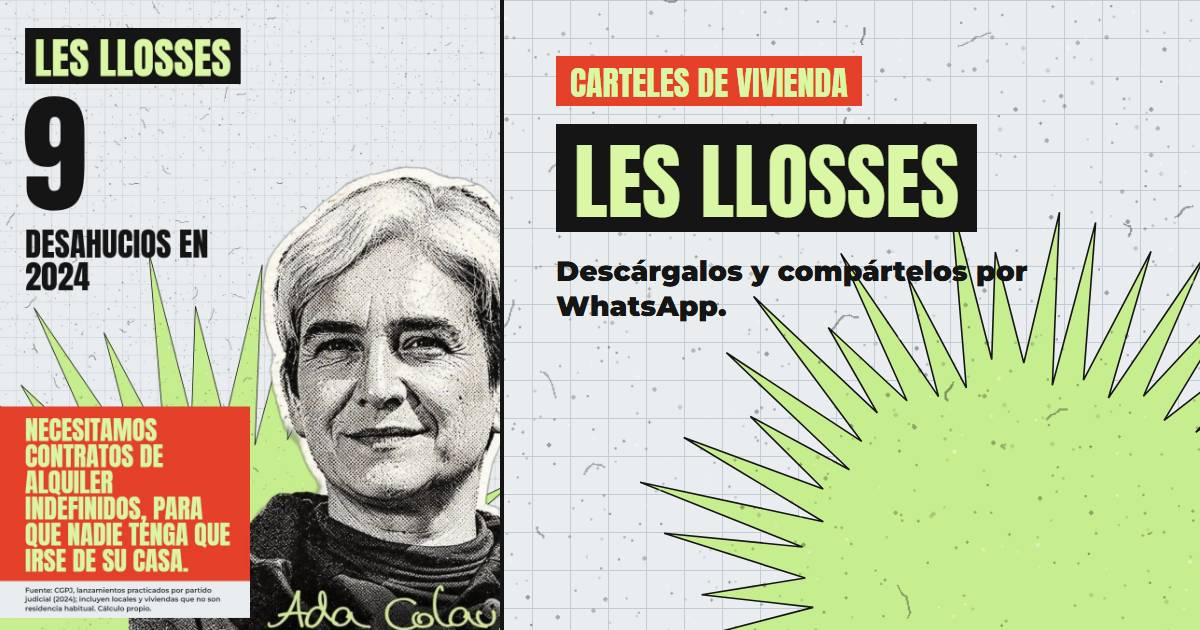 LES LLOSSES
9
DESAHUCIOS EN
2024
NECESITAMOS
CONTRATOS DE
ALQUILER
INDEFINIDOS, PARA
QUE NADIE TENGA QUE
IRSE DE SU CASA.
Fuente: CGPJ, lanzamientos practicados por partido
judicial (2024); incluyen locales y viviendas que no son
residencia habitual. Cálculo propio.
Ada Colau
CARTELES DE VIVIENDA
LES LLOSSES
Descárgalos y compártelos por
WhatsApp.